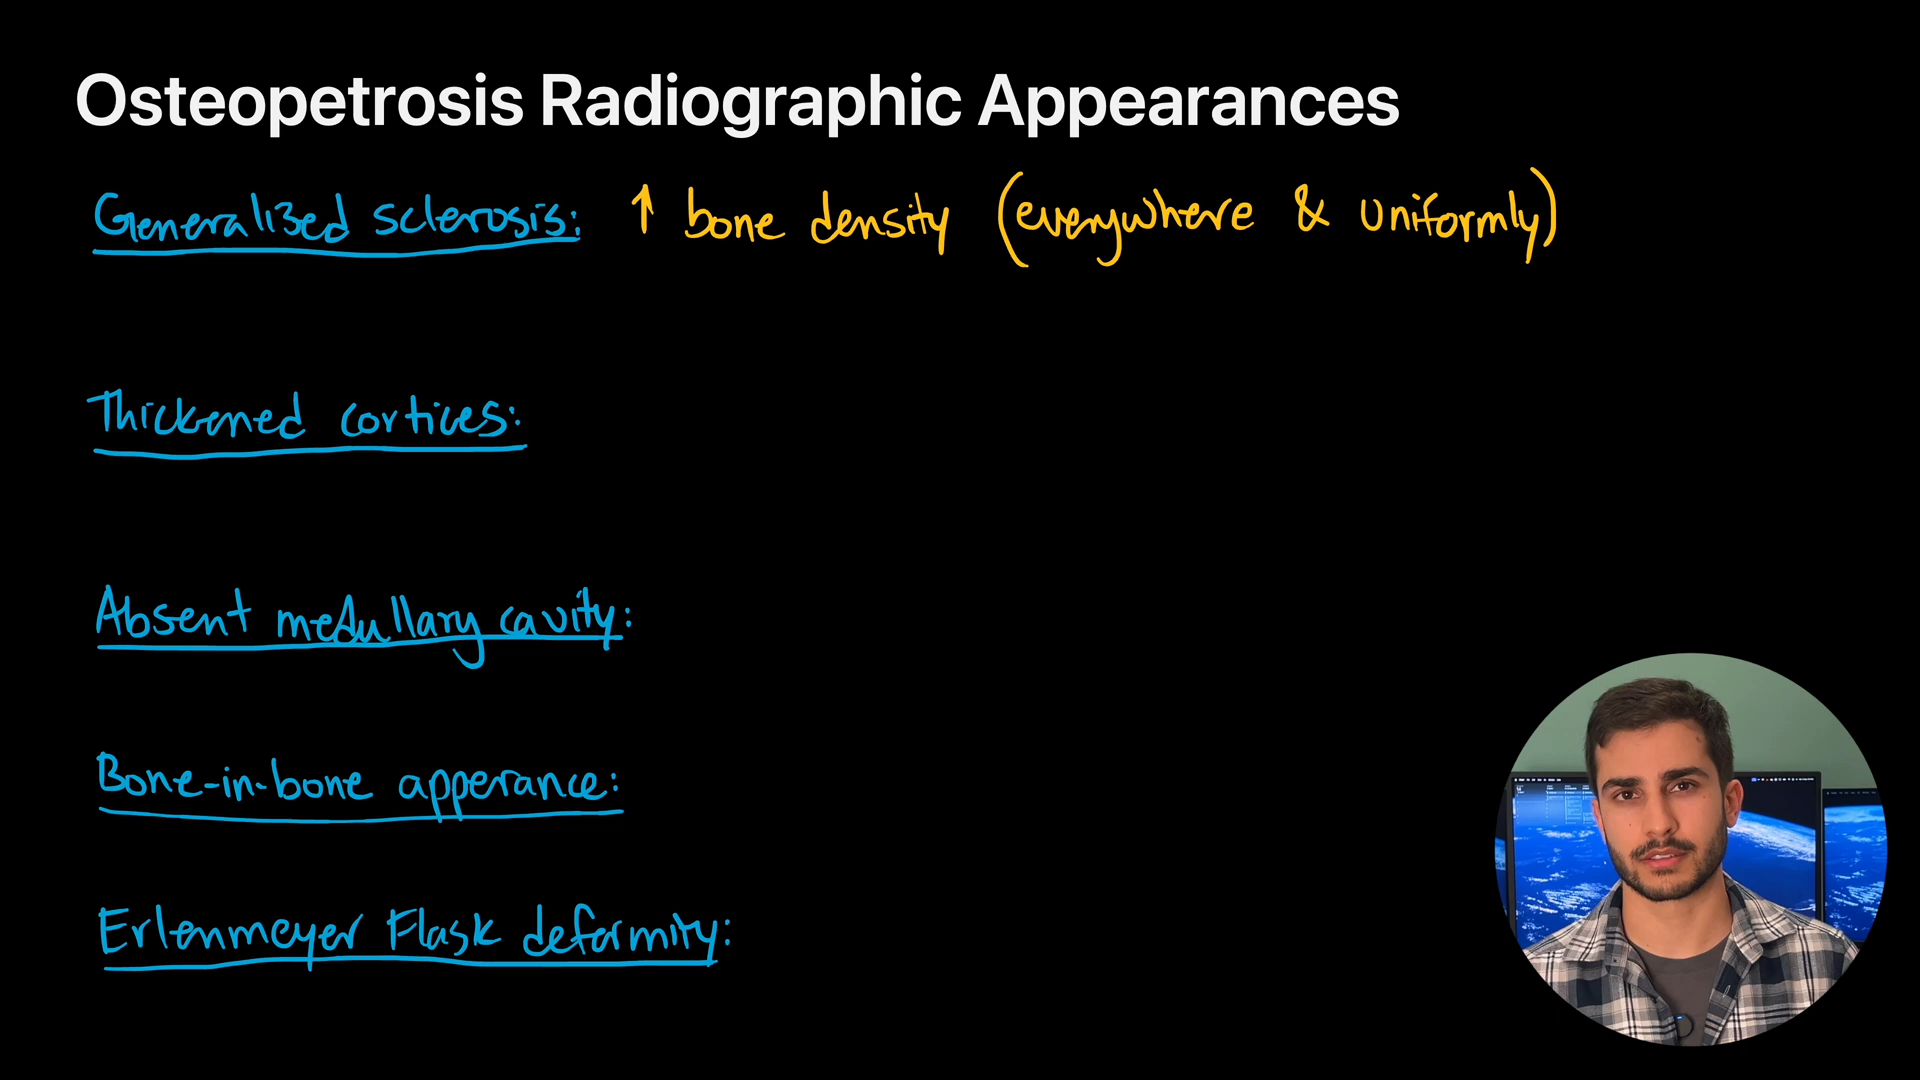 Osteopetrosis Radiographic Appearances
Generalized sclerosis: ↑ bone density (everywhere & uniformly)
Thickened cortices:
Absent medullary cavity:
Bone-in-bone apperance:
Erlenmeyer Flask deformity: